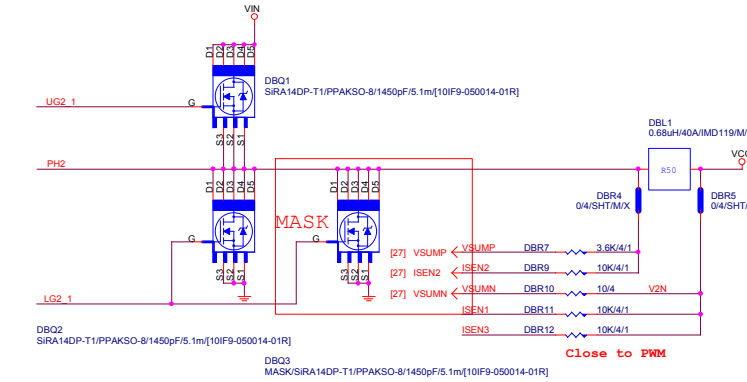 VIN
D1 D2 D3 D4 D5
DBQ1
SiRA14DP-T1/PPAKSO-8/1450pF/5.1m/[10IF9-050014-01R]
UG2_1
G
S3 S2 S1
DBL1
0.68uH/40A/IMD119/M/
PH2
VCC
R50
D1 D2 D3 D4 D5
D1 D2 D3 D4 D5
DBR4
0/4/SHT/M/X
DBR5
0/4/SHT/
MASK
G
G
[27] VSUMP
VSUMP
DBR7
3.6K/4/1
[27] ISEN2
ISEN2
DBR9
10K/4/1
S3 S2 S1
S3 S2 S1
[27] VSUMN
VSUMN
DBR10
10/4
V2N
LG2_1
ISEN1
DBR11
10K/4/1
ISEN3
DBR12
10K/4/1
DBQ2
SiRA14DP-T1/PPAKSO-8/1450pF/5.1m/[10IF9-050014-01R]
Close to PWM
DBQ3
MASK/SiRA14DP-T1/PPAKSO-8/1450pF/5.1m/[10IF9-050014-01R]